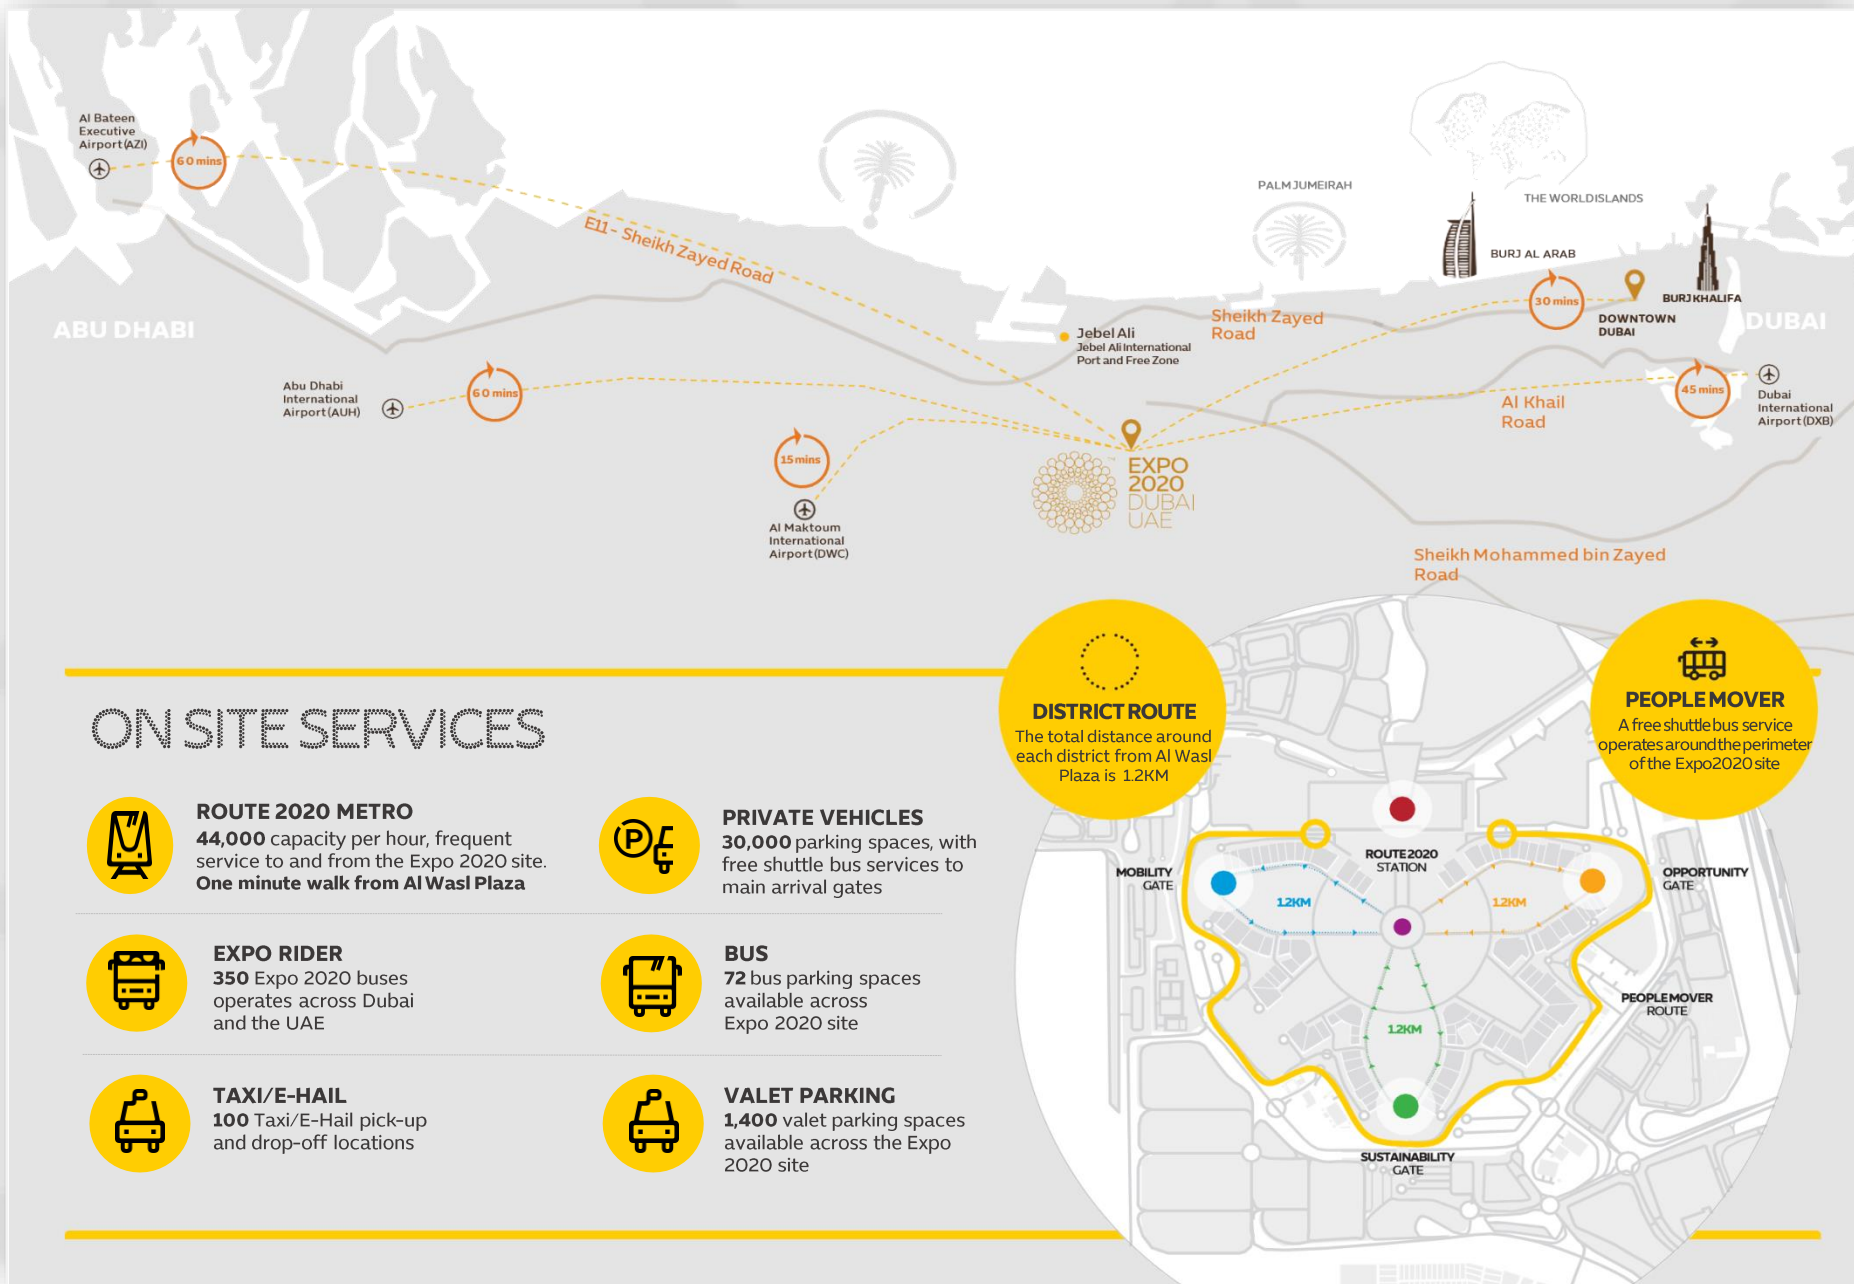 Al Bateen
Executive
Airport (AZI)
60 mins
E11 - Sheikh Zayed Road
ABU DHABI
Abu Dhabi
International
Airport (AUH)
60 mins
15 mins
Al Maktoum
International
Airport (DWC)
Jebel Ali
Jebel Ali International
Port and Free Zone
EXPO
2020
DUBAI
UAE
PALM JUMEIRAH
THE WORLD ISLANDS
BURJ AL ARAB
30 mins
BURJ KHALIFA
DOWNTOWN
DUBAI
DUBAI
Sheikh Zayed
Road
45 mins
Dubai
International
Airport (DXB)
Al Khail
Road
Sheikh Mohammed bin Zayed
Road
ON SITE SERVICES
ROUTE 2020 METRO
44,000 capacity per hour, frequent
service to and from the Expo 2020 site.
One minute walk from Al Wasl Plaza
P
PRIVATE VEHICLES
30,000 parking spaces, with
free shuttle bus services to
main arrival gates
EXPO RIDER
350 Expo 2020 buses
operates across Dubai
and the UAE
BUS
72 bus parking spaces
available across
Expo 2020 site
TAXI/E-HAIL
100 Taxi/E-Hail pick-up
and drop-off locations
VALET PARKING
1,400 valet parking spaces
available across the Expo
2020 site
DISTRICT ROUTE
The total distance around
each district from Al Wasl
Plaza is 1.2KM
PEOPLE MOVER
A free shuttle bus service
operates around the perimeter
of the Expo2020 site
ROUTE 2020
STATION
MOBILITY
GATE
1.2KM
1.2KM
OPPORTUNITY
GATE
PEOPLE MOVER
ROUTE
1.2KM
SUSTAINABILITY
GATE